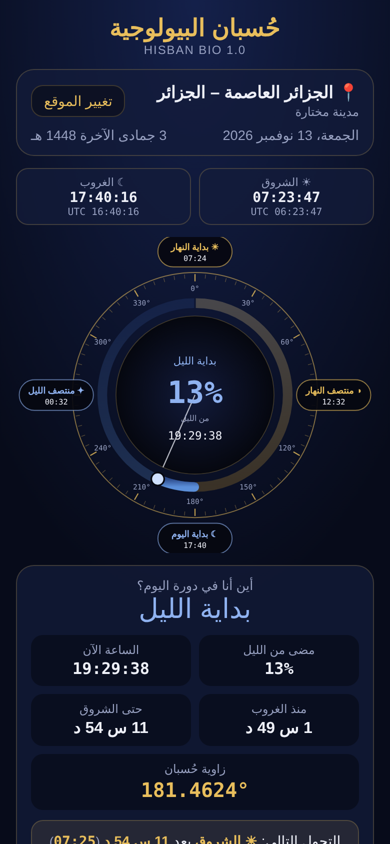 حُسبان البيولوجية
HISBAN BIO 1.0
📍 الجزائر العاصمة – الجزائر
مدينة مختارة
تغيير الموقع
الجمعة، 13 نوفمبر 2026
3 جمادى الآخرة 1448 هـ
☀ الشروق
07:23:47
UTC 06:23:47
☾ الغروب
17:40:16
UTC 16:40:16
☀ بداية النهار
07:24
0°
30°
60°
120°
150°
180°
210°
240°
300°
330°
◗ منتصف النهار
12:32
✦ منتصف الليل
00:32
بداية الليل
13%
من الليل
19:29:38
☾ بداية اليوم
17:40
أين أنا في دورة اليوم؟
بداية الليل
مضى من الليل
13%
الساعة الآن
19:29:38
منذ الغروب
1 س 49 د
حتى الشروق
11 س 54 د
زاوية حُسبان
181.4624°
التحول التالي: ☀ الشروق بعد 11 س 54 د (07:25)